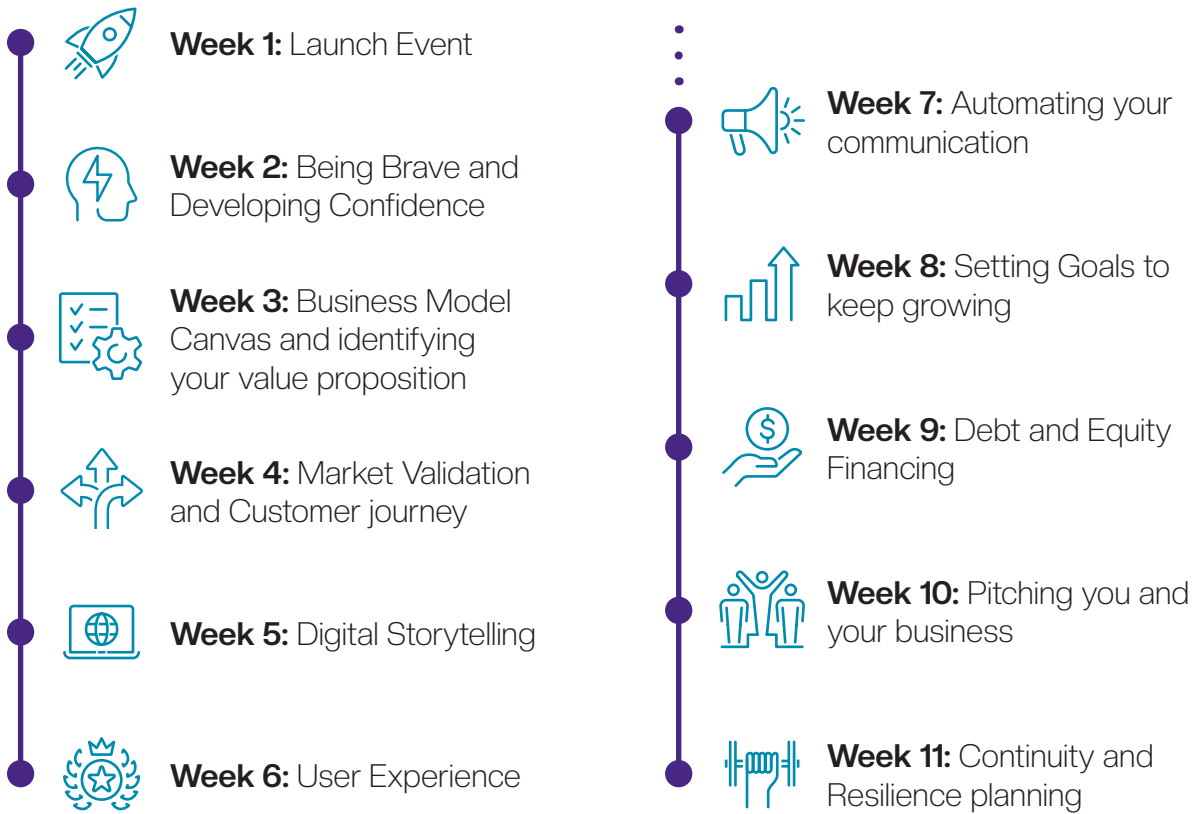 Week 1: Launch Event
Week 2: Being Brave and
Developing Confidence
Week 3: Business Model
Canvas and identifying
your value proposition
Week 4: Market Validation
and Customer journey
Week 5: Digital Storytelling
Week 6: User Experience
Week 7: Automating your
communication
Week 8: Setting Goals to
keep growing
$
Week 9: Debt and Equity
Financing
Week 10: Pitching you and
your business
Week 11: Continuity and
Resilience planning